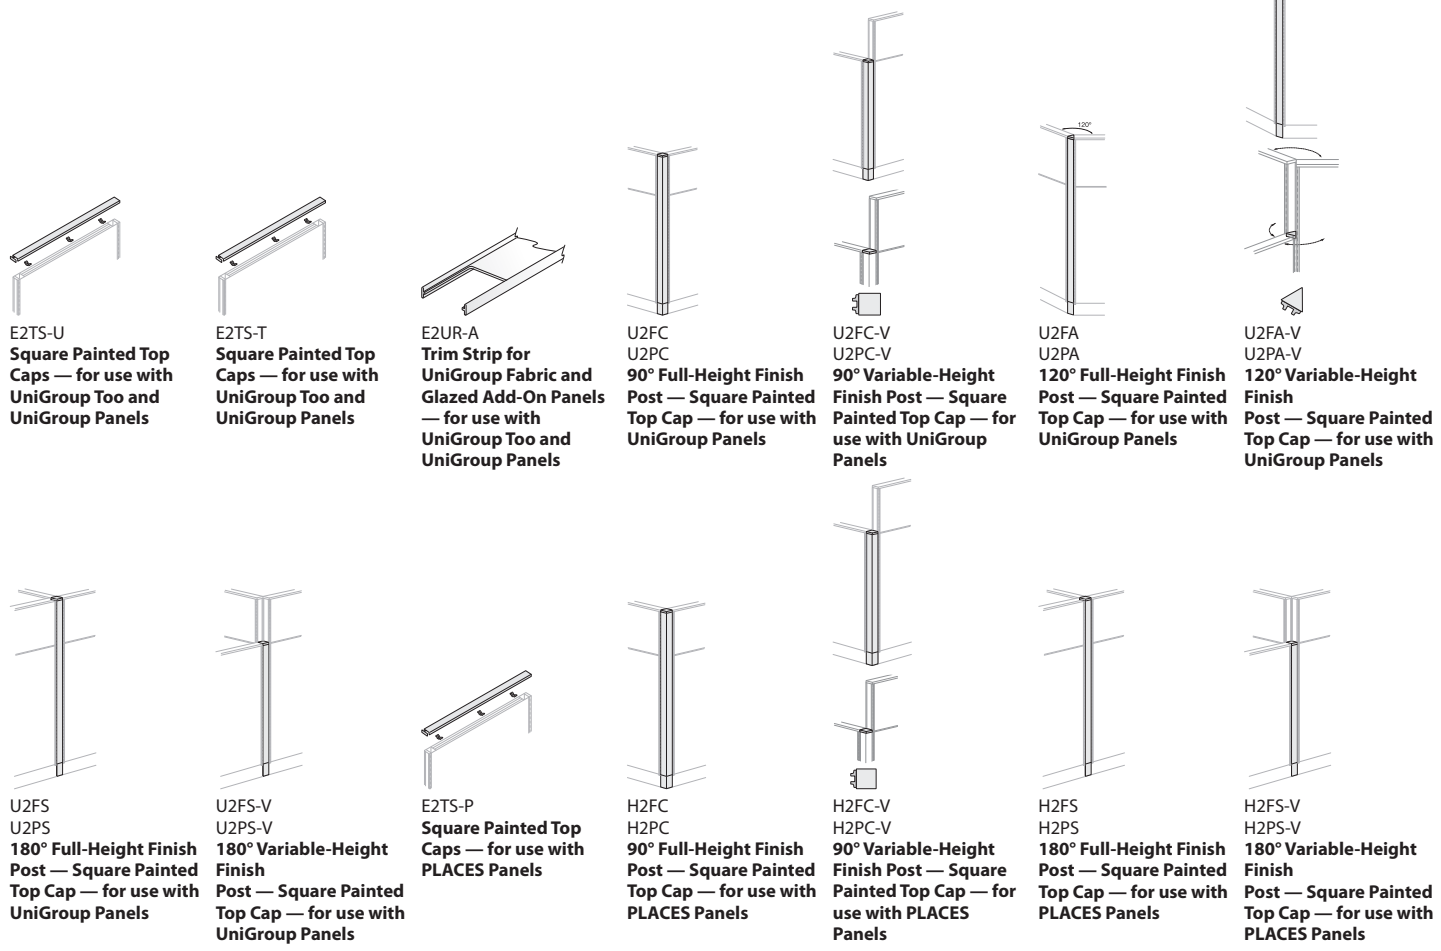 120°
E2TS-U
Square Painted Top
Caps — for use with
UniGroup Too and
UniGroup Panels
E2TS-T
Square Painted Top
Caps — for use with
UniGroup Too and
UniGroup Panels
E2UR-A
Trim Strip for
UniGroup Fabric and
Glazed Add-On Panels
— for use with
UniGroup Too and
UniGroup Panels
U2FC
U2PC
90° Full-Height Finish
Post — Square Painted
Top Cap — for use with
UniGroup Panels
U2FC-V
U2PC-V
90° Variable-Height
Finish Post — Square
Painted Top Cap — for
use with UniGroup
Panels
U2FA
U2PA
120° Full-Height Finish
Post — Square Painted
Top Cap — for use with
UniGroup Panels
U2FA-V
U2PA-V
120° Variable-Height
Finish
Post — Square Painted
Top Cap — for use with
UniGroup Panels
U2FS
U2PS
180° Full-Height Finish
Post — Square Painted
Top Cap — for use with
UniGroup Panels
U2FS-V
U2PS-V
180° Variable-Height
Finish
Post — Square Painted
Top Cap — for use with
UniGroup Panels
E2TS-P
Square Painted Top
Caps — for use with
PLACES Panels
H2FC
H2PC
90° Full-Height Finish
Post — Square Painted
Top Cap — for use with
PLACES Panels
H2FC-V
H2PC-V
90° Variable-Height
Finish Post — Square
Painted Top Cap — for
use with PLACES
Panels
H2FS
H2PS
180° Full-Height Finish
Post — Square Painted
Top Cap — for use with
PLACES Panels
H2FS-V
H2PS-V
180° Variable-Height
Finish
Post — Square Painted
Top Cap — for use with
PLACES Panels